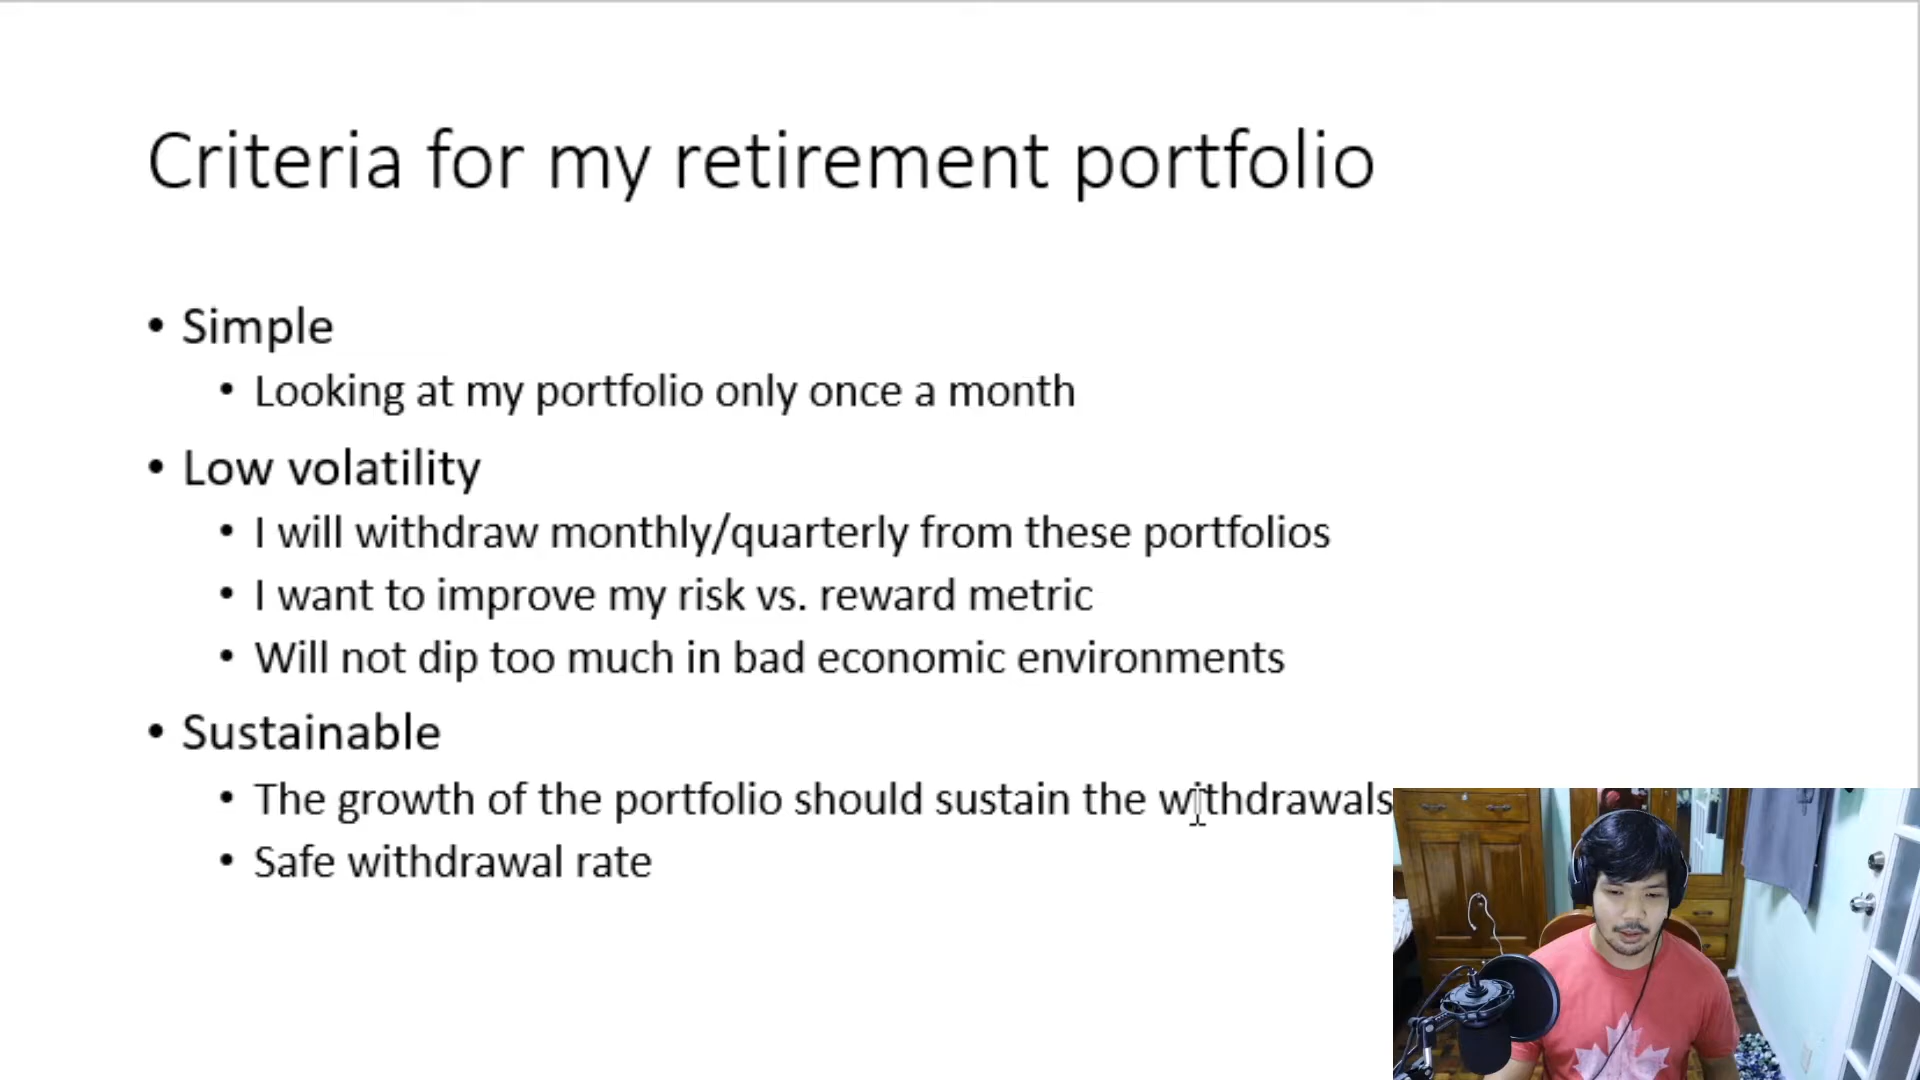 Criteria for my retirement portfolio
• Simple
• Looking at my portfolio only once a month
• Low volatility
• I will withdraw monthly/quarterly from these portfolios
• I want to improve my risk vs. reward metric
• Will not dip too much in bad economic environments
• Sustainable
• The growth of the portfolio should sustain the withdrawals
• Safe withdrawal rate